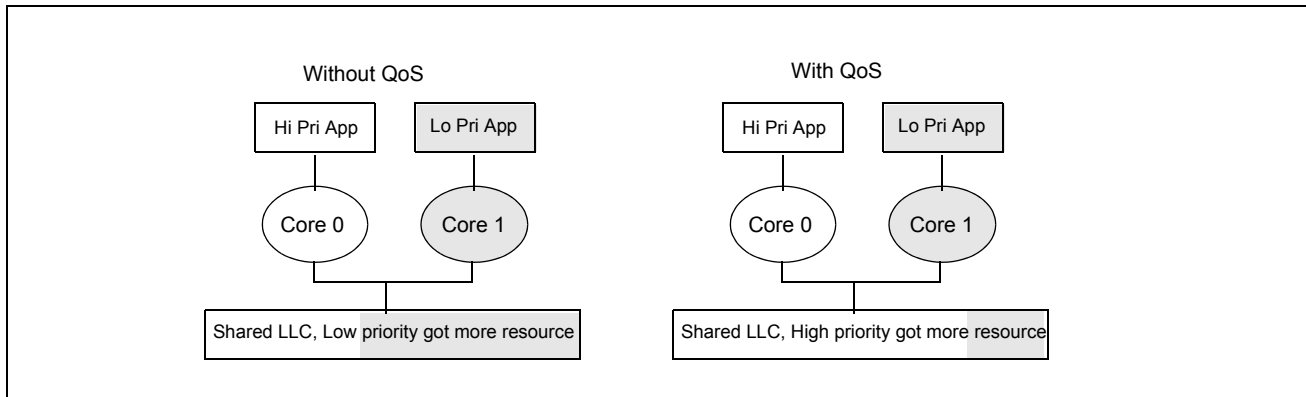 Without QoS
Hi Pri App
Lo Pri App
Core 0
Core 1
Shared LLC, Low priority got more resource
With QoS
Hi Pri App
Lo Pri App
Core 0
Core 1
Shared LLC, High priority got more resource